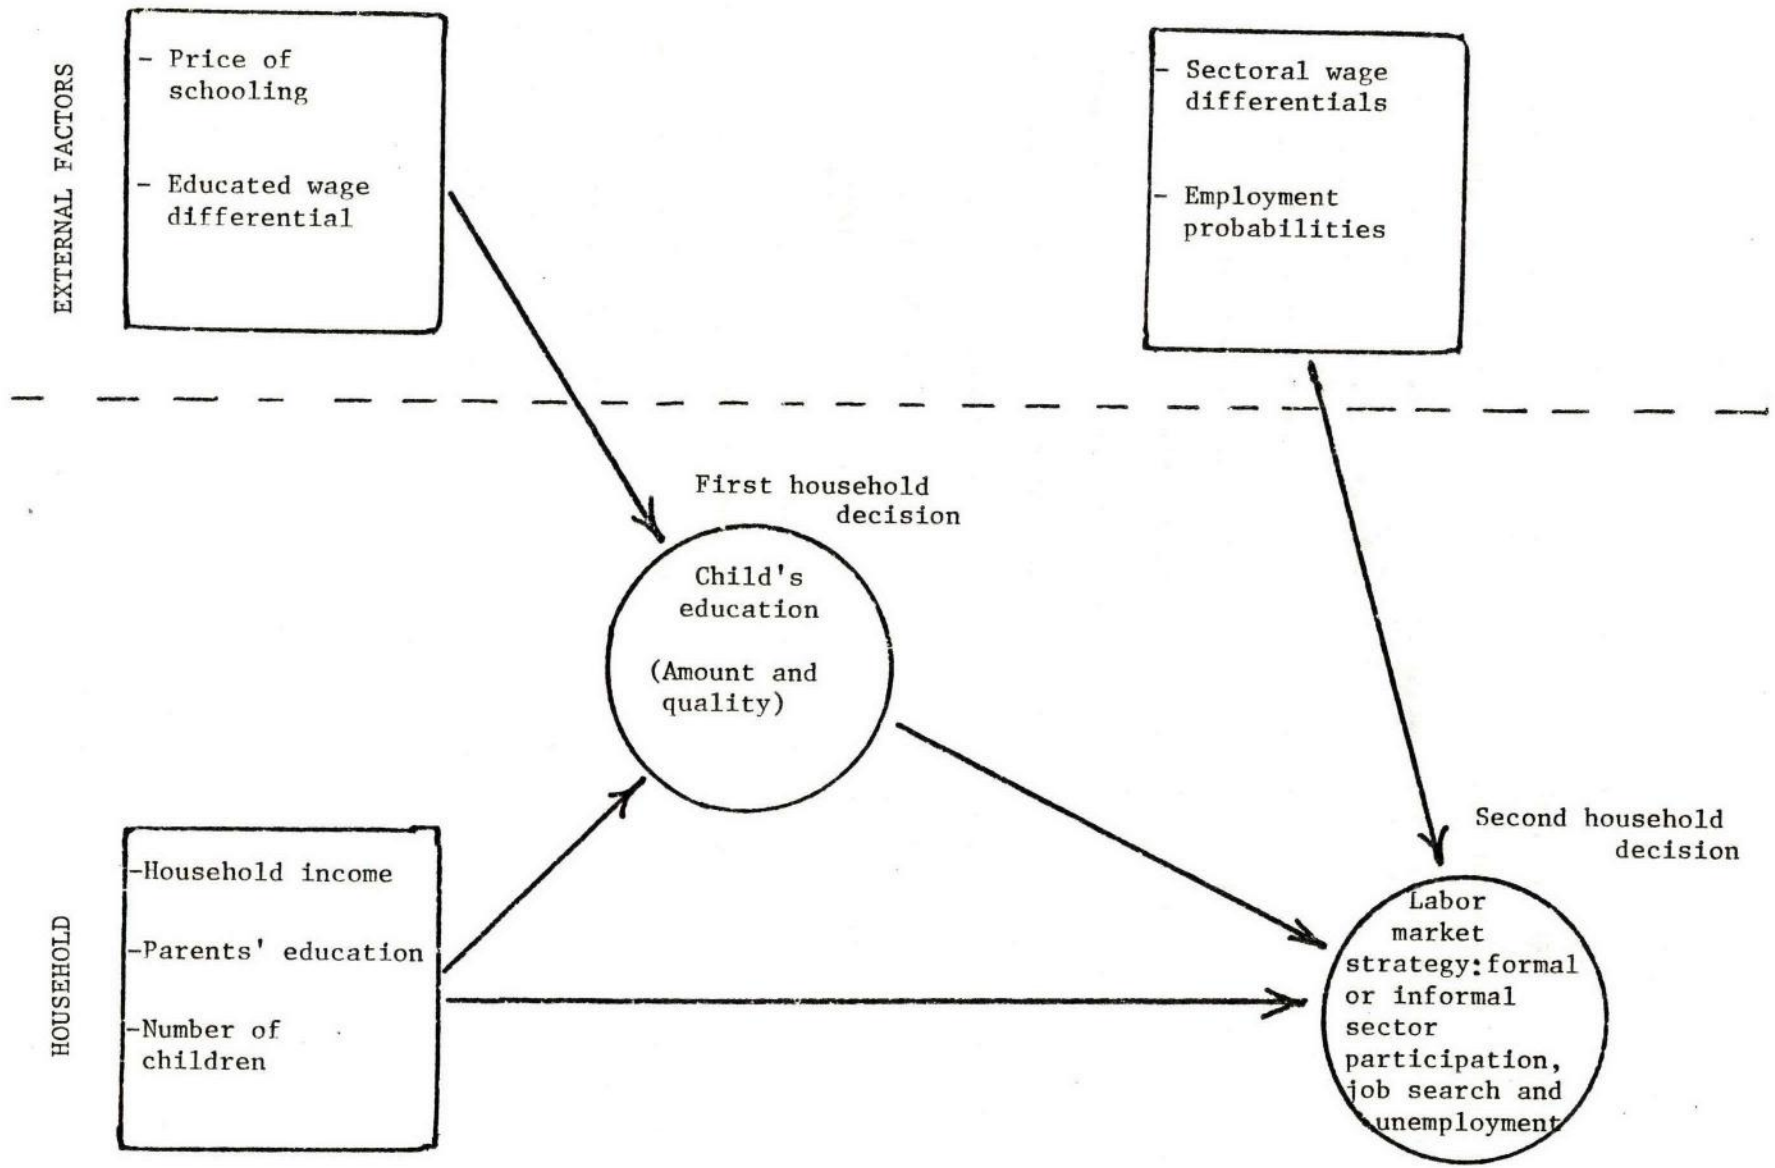 EXTERNAL FACTORS
- Price of
schooling
- Educated wage
differential
- Sectoral wage
differentials
- Employment
probabilities
First household
decision
Child's
education
(Amount and
quality)
Second household
decision
HOUSEHOLD
-Household income
-Parents' education
-Number of
children
Labor
market
strategy:formal
or informal
sector
participation,
job search and
unemployment